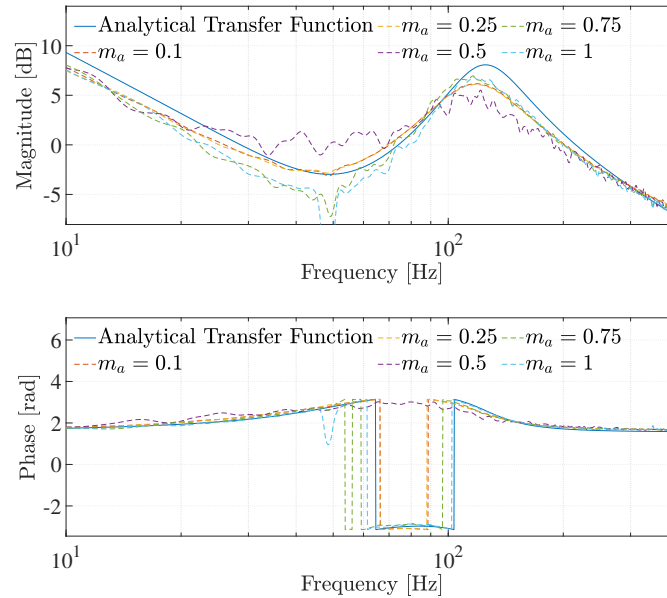 Analytical Transfer Function
m_a = 0.1
m_a = 0.25
m_a = 0.5
m_a = 0.75
m_a = 1
10
5
0
-5
Magnitude [dB]
10^1
10^2
Frequency [Hz]
Analytical Transfer Function
m_a = 0.1
m_a = 0.25
m_a = 0.5
m_a = 0.75
m_a = 1
6
4
2
0
-2
Phase [rad]
10^1
10^2
Frequency [Hz]